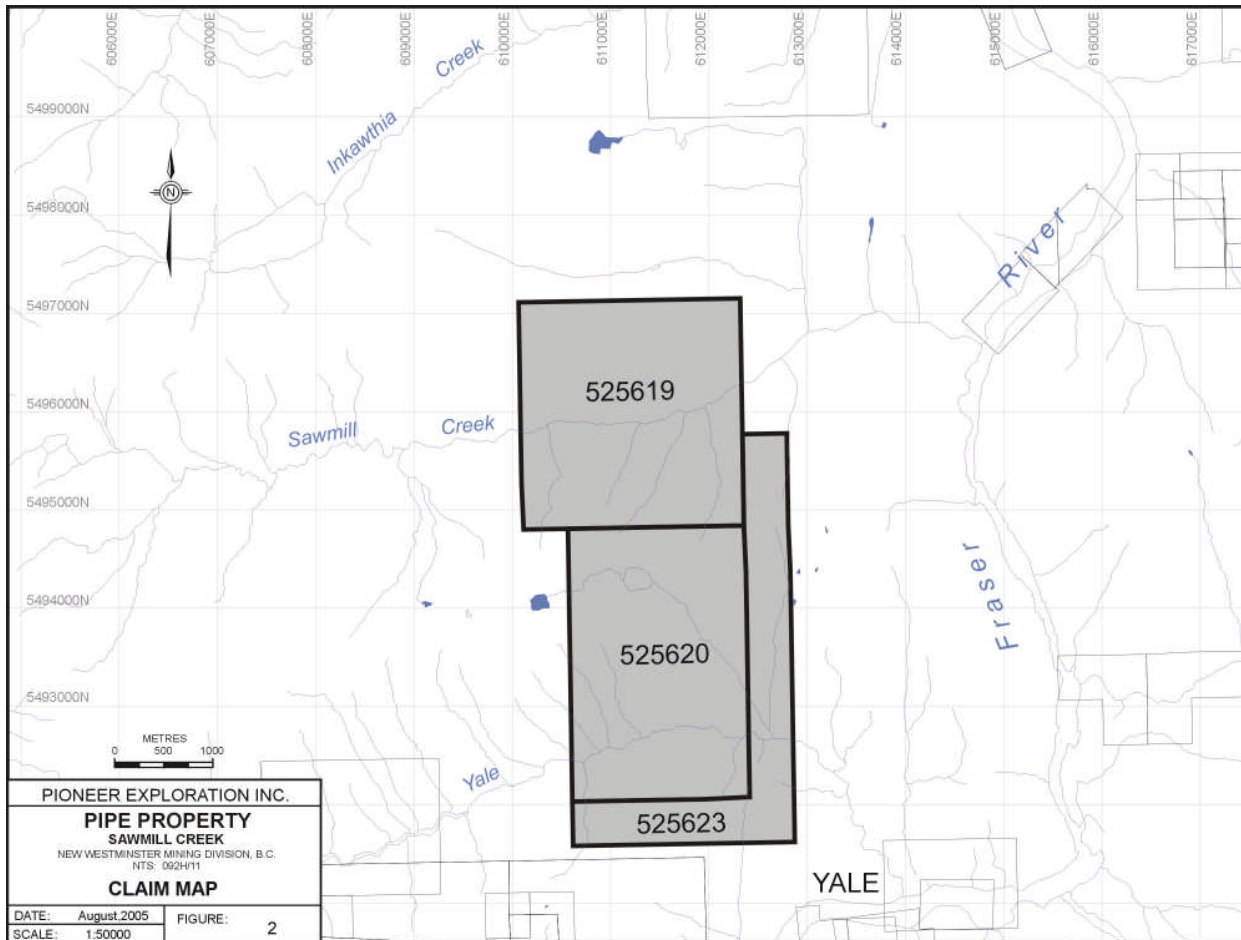 606000E
607000E
608000E
609000E
610000E
611000E
612000E
613000E
614000E
615000E
616000E
617000E
5499000N
5498000N
5497000N
5496000N
5495000N
5494000N
5493000N
Inkawthia Creek
N
River
525619
Sawmill Creek
Fraser
525620
METRES
0 500 1000
Yale
525623
YALE
PIONEER EXPLORATION INC.
PIPE PROPERTY
SAWMILL CREEK
NEW WESTMINSTER MINING DIVISION, B.C.
NTS: 092H/11
CLAIM MAP
DATE: August,2005
SCALE: 1:50000
FIGURE: 2